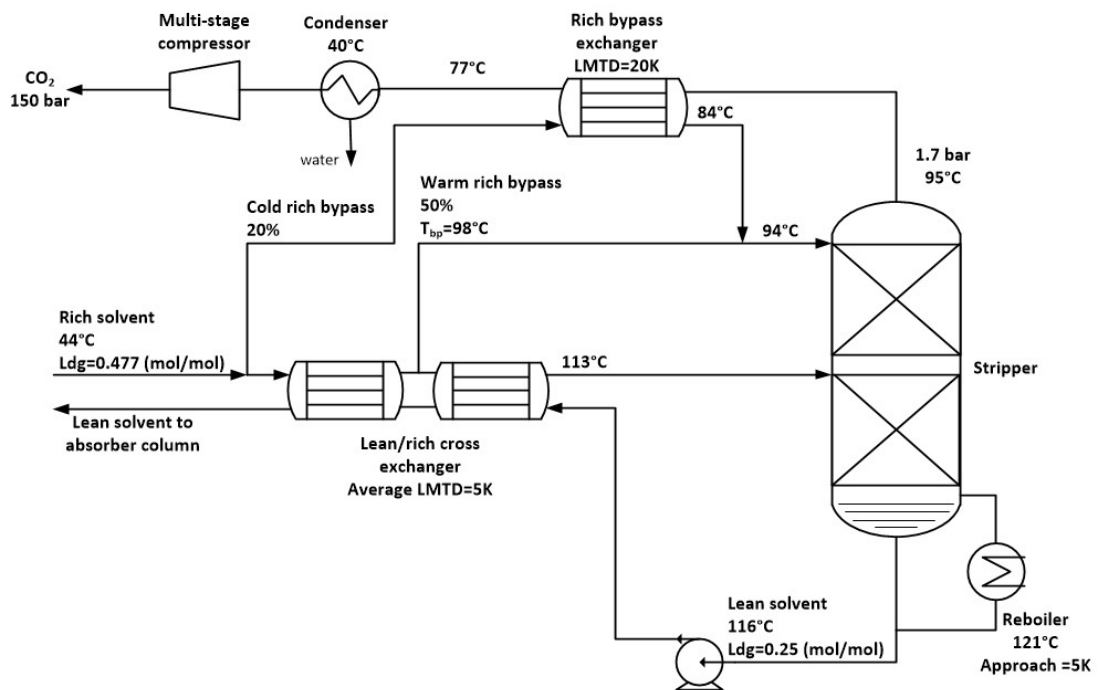 Multi-stage
compressor
Condenser
40°C
Rich bypass
exchanger
LMTD=20K
77°C
CO₂
150 bar
84°C
water
1.7 bar
95°C
Warm rich bypass
50%
Tbp=98°C
Cold rich bypass
20%
94°C
Rich solvent
44°C
Ldg=0.477 (mol/mol)
113°C
Stripper
Lean solvent to
absorber column
Lean/rich cross
exchanger
Average LMTD=5K
Lean solvent
116°C
Ldg=0.25 (mol/mol)
Reboiler
121°C
Approach =5K